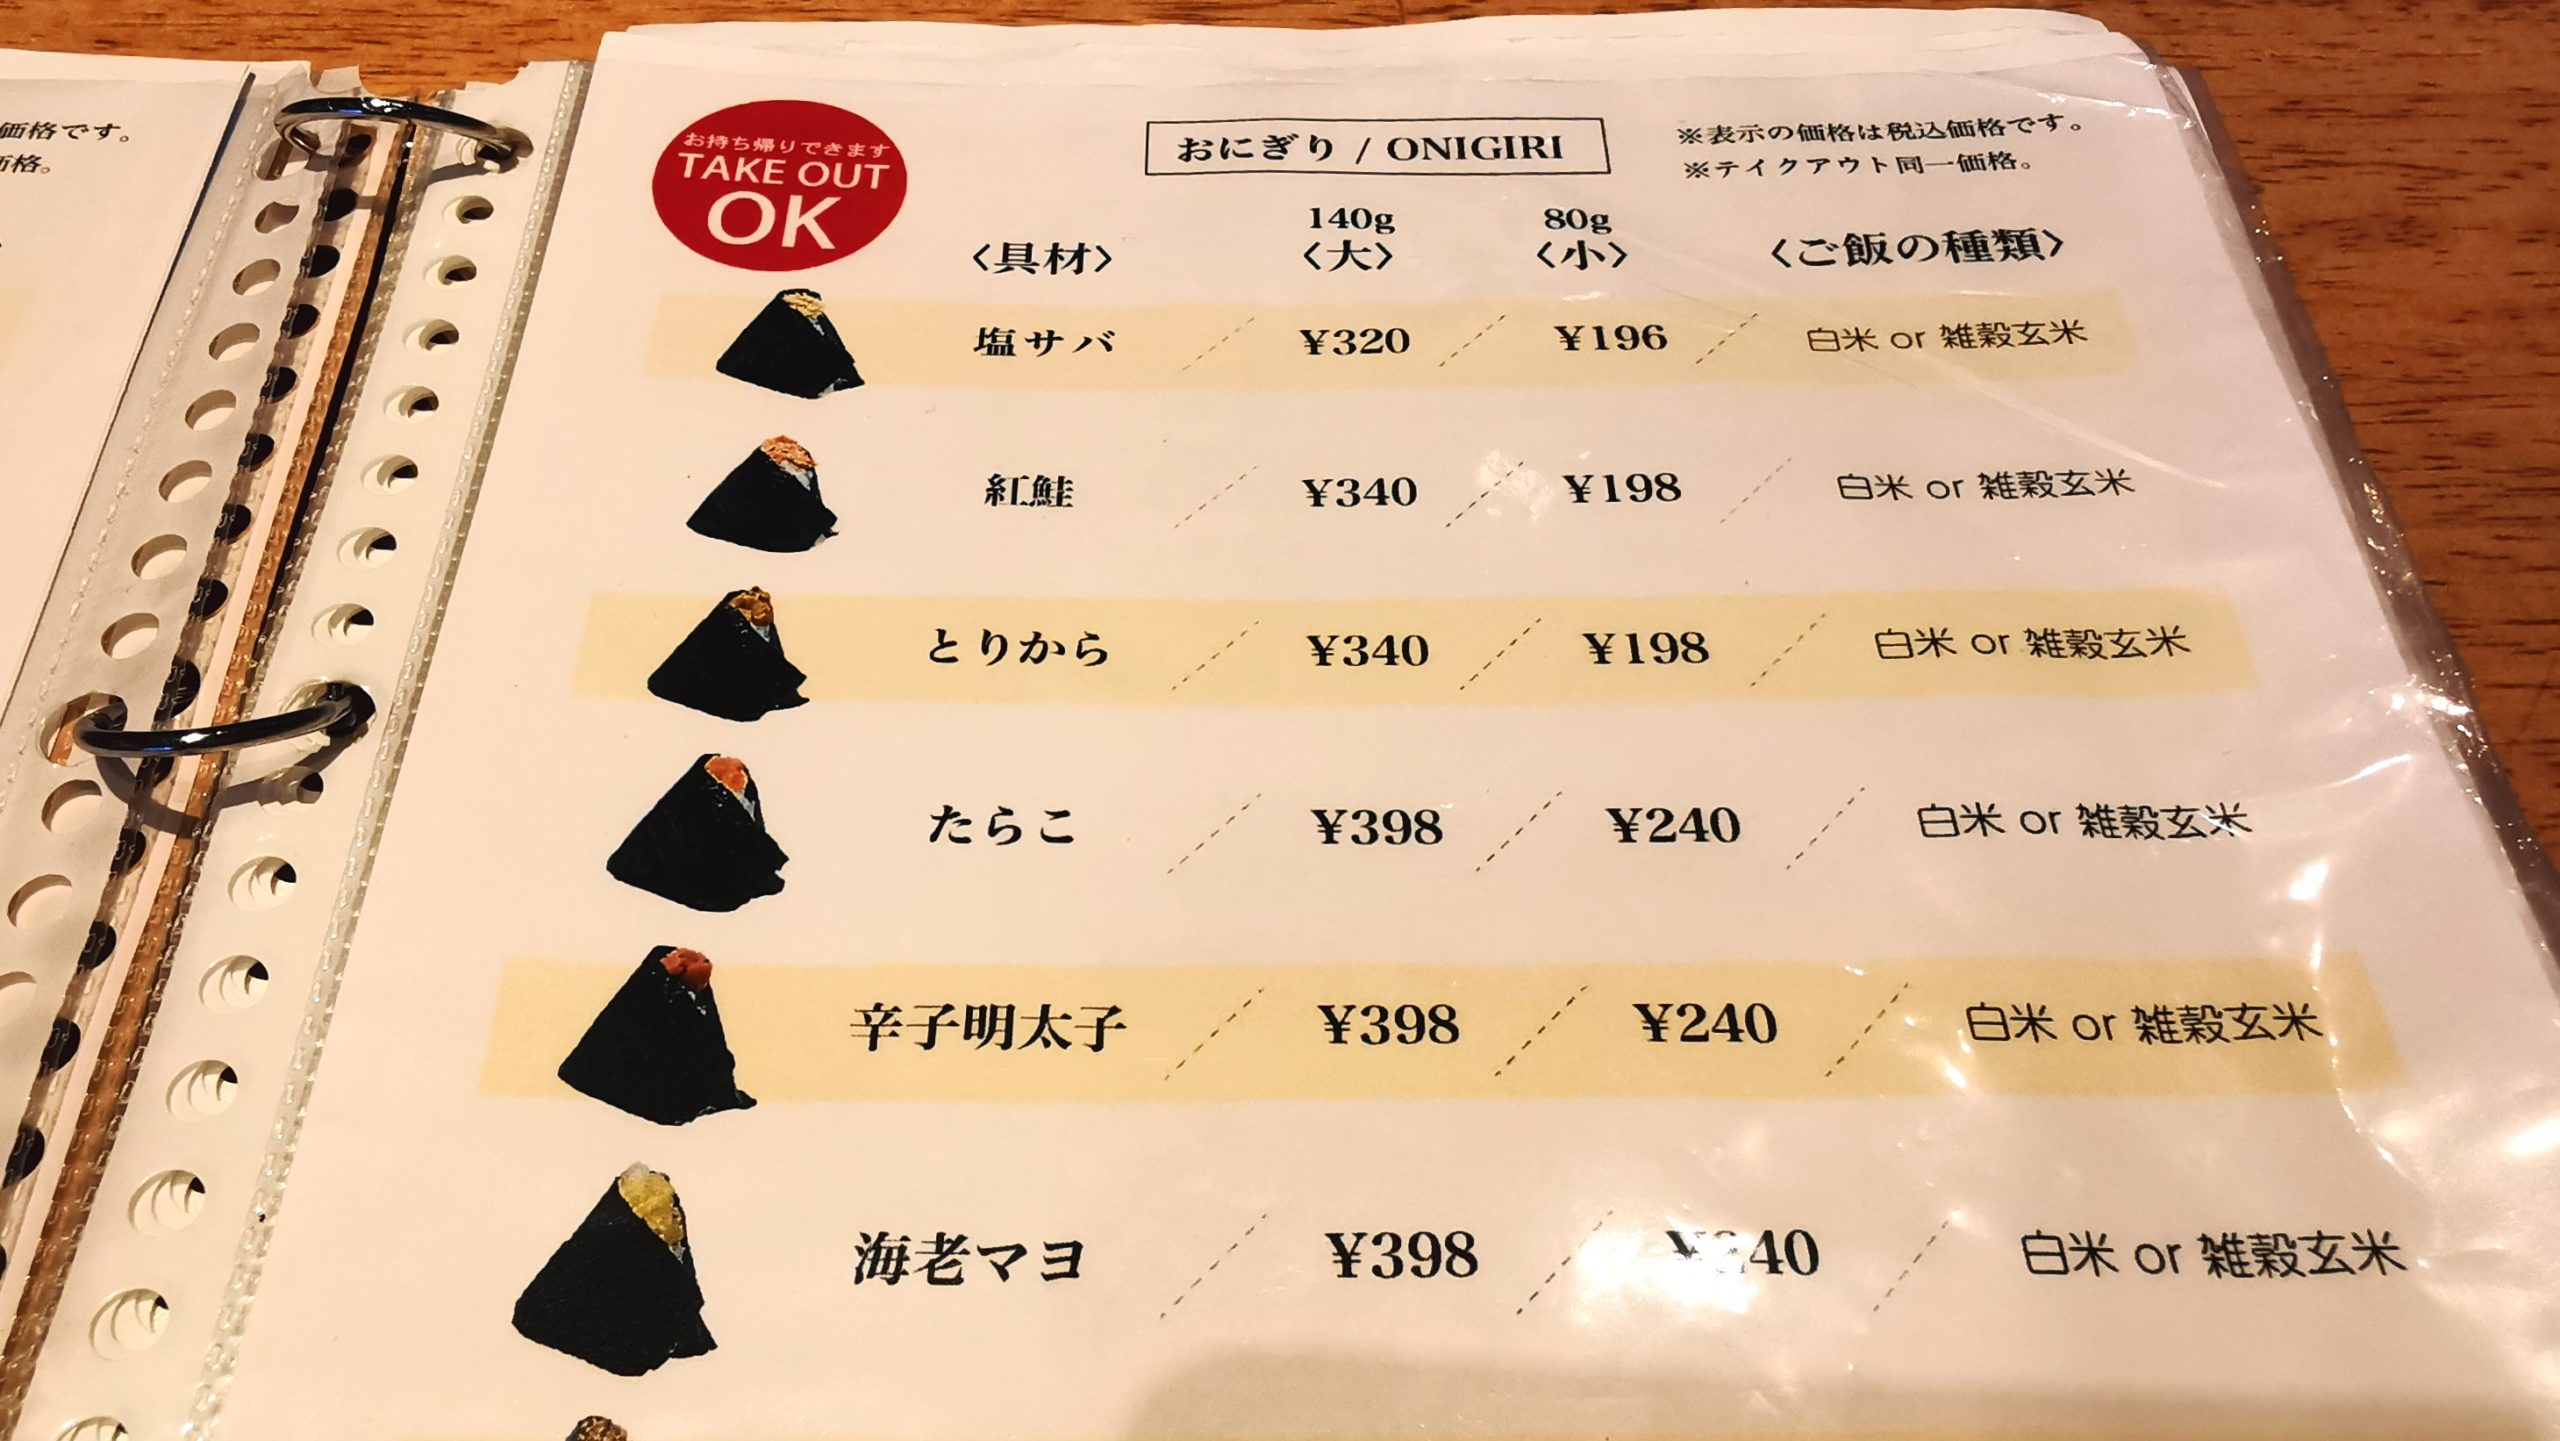 価格です。
価格。
お持ち帰りできます
TAKE OUT
OK
おにぎり / ONIGIRI
※表示の価格は税込価格です。
※テイクアウト同一価格。
140g 80g
〈具材〉 〈大〉 〈小〉 〈ご飯の種類〉
塩サバ ¥320 ¥196 白米 or 雑穀玄米
紅鮭 ¥340 ¥198 白米 or 雑穀玄米
とりから ¥340 ¥198 白米 or 雑穀玄米
たらこ ¥398 ¥240 白米 or 雑穀玄米
辛子明太子 ¥398 ¥240 白米 or 雑穀玄米
海老マヨ ¥398 ¥240 白米 or 雑穀玄米